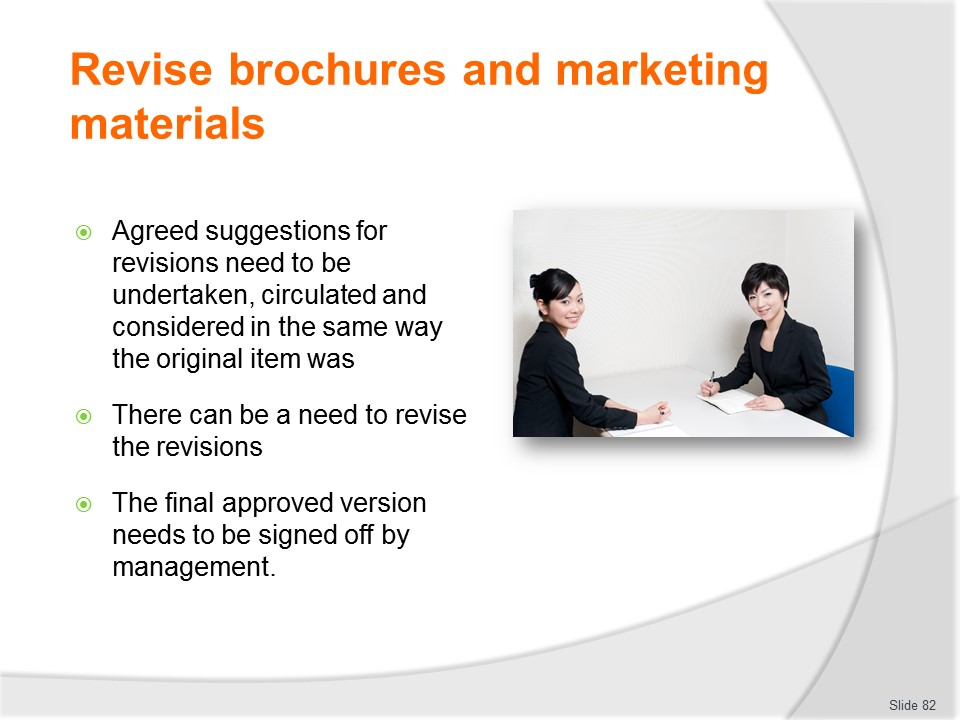 Revise brochures and marketing
materials
Agreed suggestions for
revisions need to be
undertaken, circulated and
considered in the same way
the original item was
There can be a need to revise
the revisions
The final approved version
needs to be signed off by
management.
Slide 82